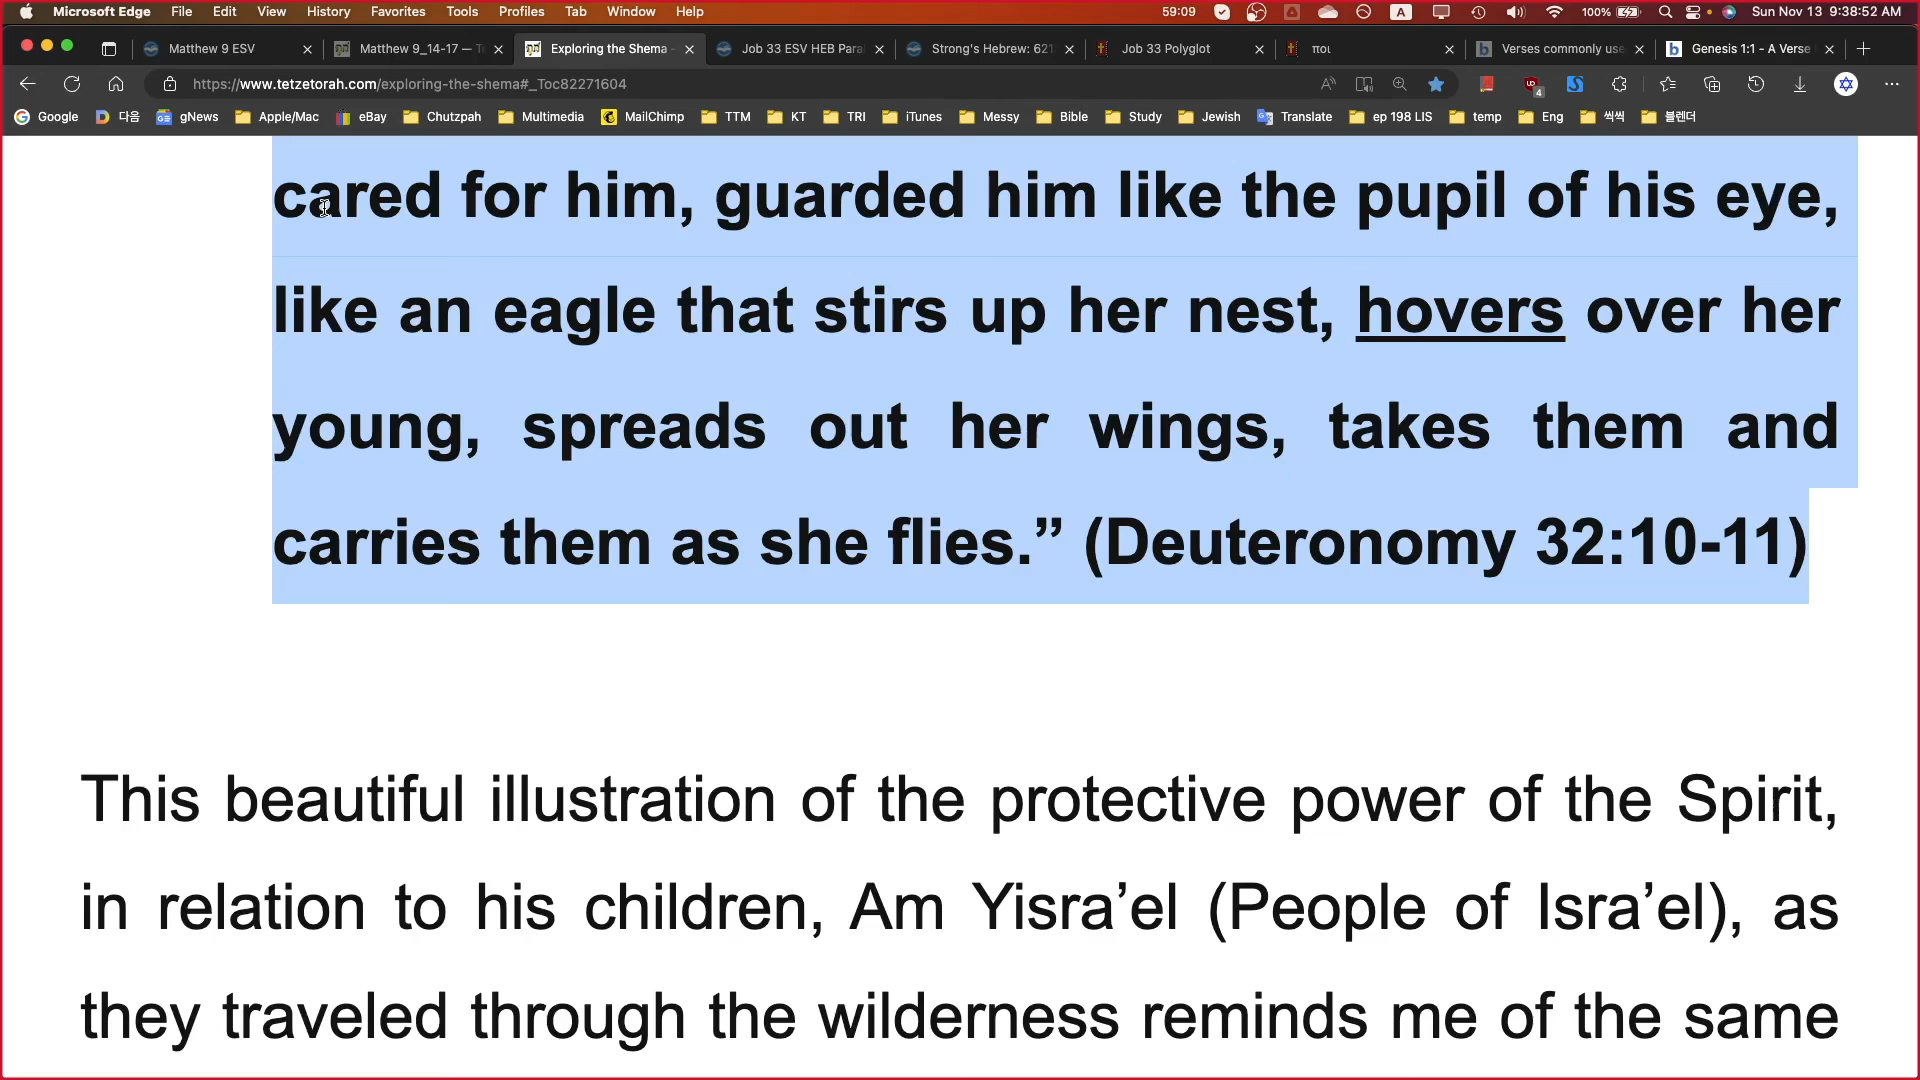 Microsoft Edge File Edit View History Favorites Tools Profiles Tab Window Help 59:09 A 100% Sun Nov 13 9:38:52 AM
Matthew 9 ESV Matthew 9_14-17 — T Exploring the Shema - Job 33 ESV HEB Para Strong's Hebrew: 621 Job 33 Polyglot ποι Verses commonly use Genesis 1:1 - A Verse
https://www.tetzetorah.com/exploring-the-shema#_Toc82271604 4
Google 다음 gNews Apple/Mac eBay Chutzpah Multimedia MailChimp TTM KT TRI iTunes Messy Bible Study Jewish Translate ep 198 LIS temp Eng 씩씩 블렌더
cared for him, guarded him like the pupil of his eye,
like an eagle that stirs up her nest, hovers over her
young, spreads out her wings, takes them and
carries them as she flies.” (Deuteronomy 32:10-11)
This beautiful illustration of the protective power of the Spirit,
in relation to his children, Am Yisra’el (People of Isra’el), as
they traveled through the wilderness reminds me of the same